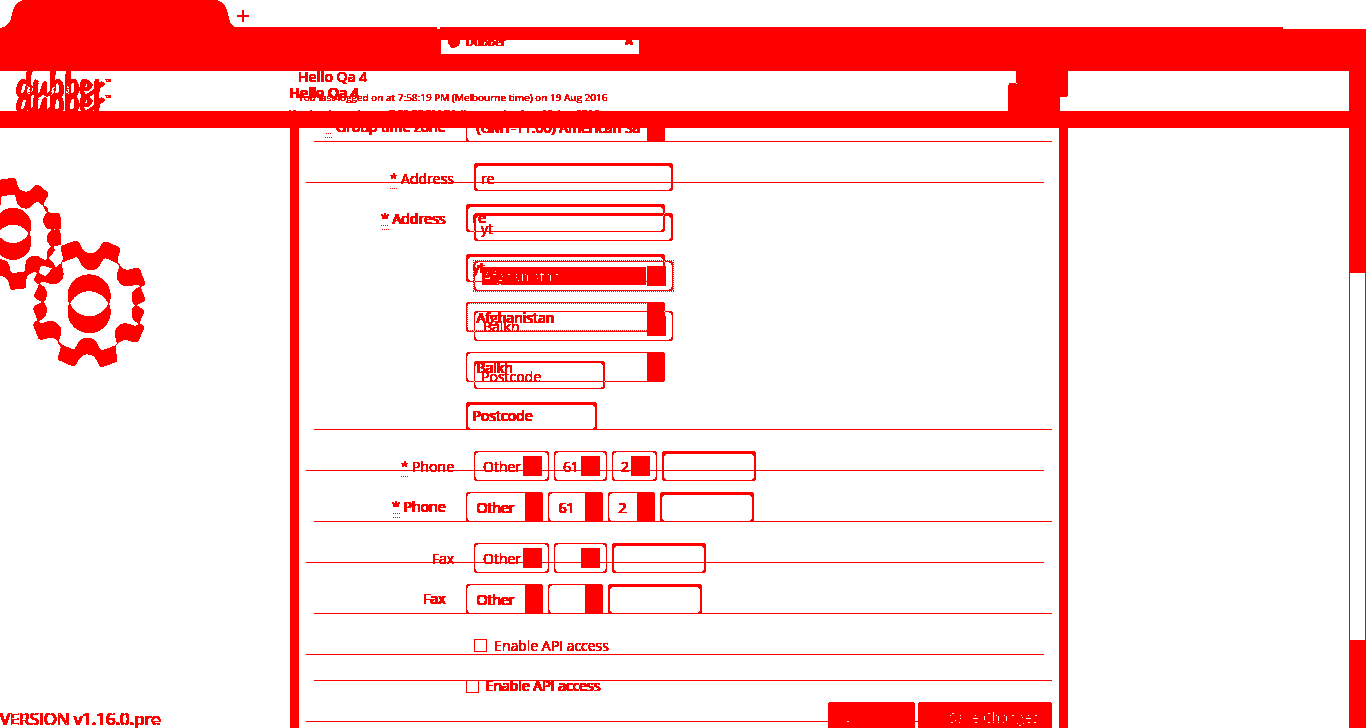 +
Dubber x
dubber™
dubber™
Hello Qa 4
Hello Qa 4
You last logged on at 7:58:19 PM (Melbourne time) on 19 Aug 2016
* Group time zone (GMT-11:00) American Sa
* Address re
* Address re
yt
yt
Afghanistan
Afghanistan
Balkh
Balkh
Postcode
Postcode
* Phone Other 61 2
* Phone Other 61 2
Fax Other
Fax Other
Enable API access
Enable API access
VERSION v1.16.0.pre Save Changes